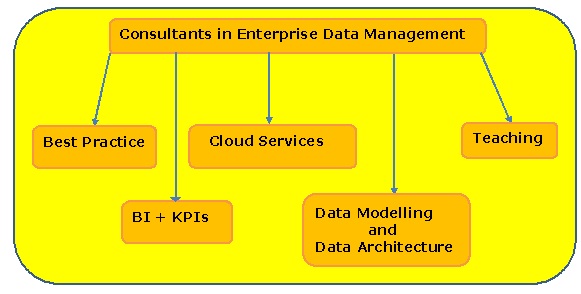 Consultants in Enterprise Data Management
Best Practice
Cloud Services
Teaching
BI + KPIs
Data Modelling
and
Data Architecture